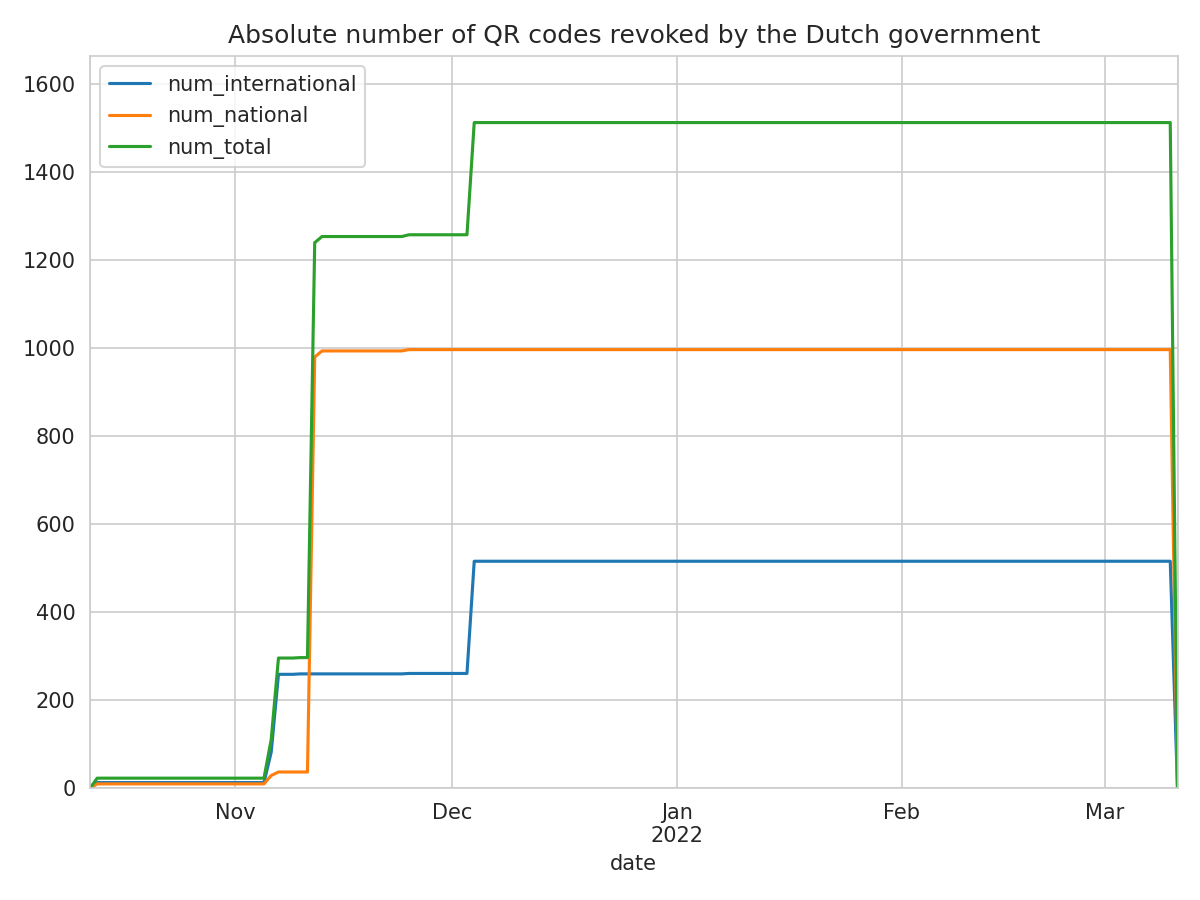 Absolute number of QR codes revoked by the Dutch government
num_international
num_national
num_total
1600
1400
1200
1000
800
600
400
200
0
Nov
Dec
Jan
2022
Feb
Mar
date